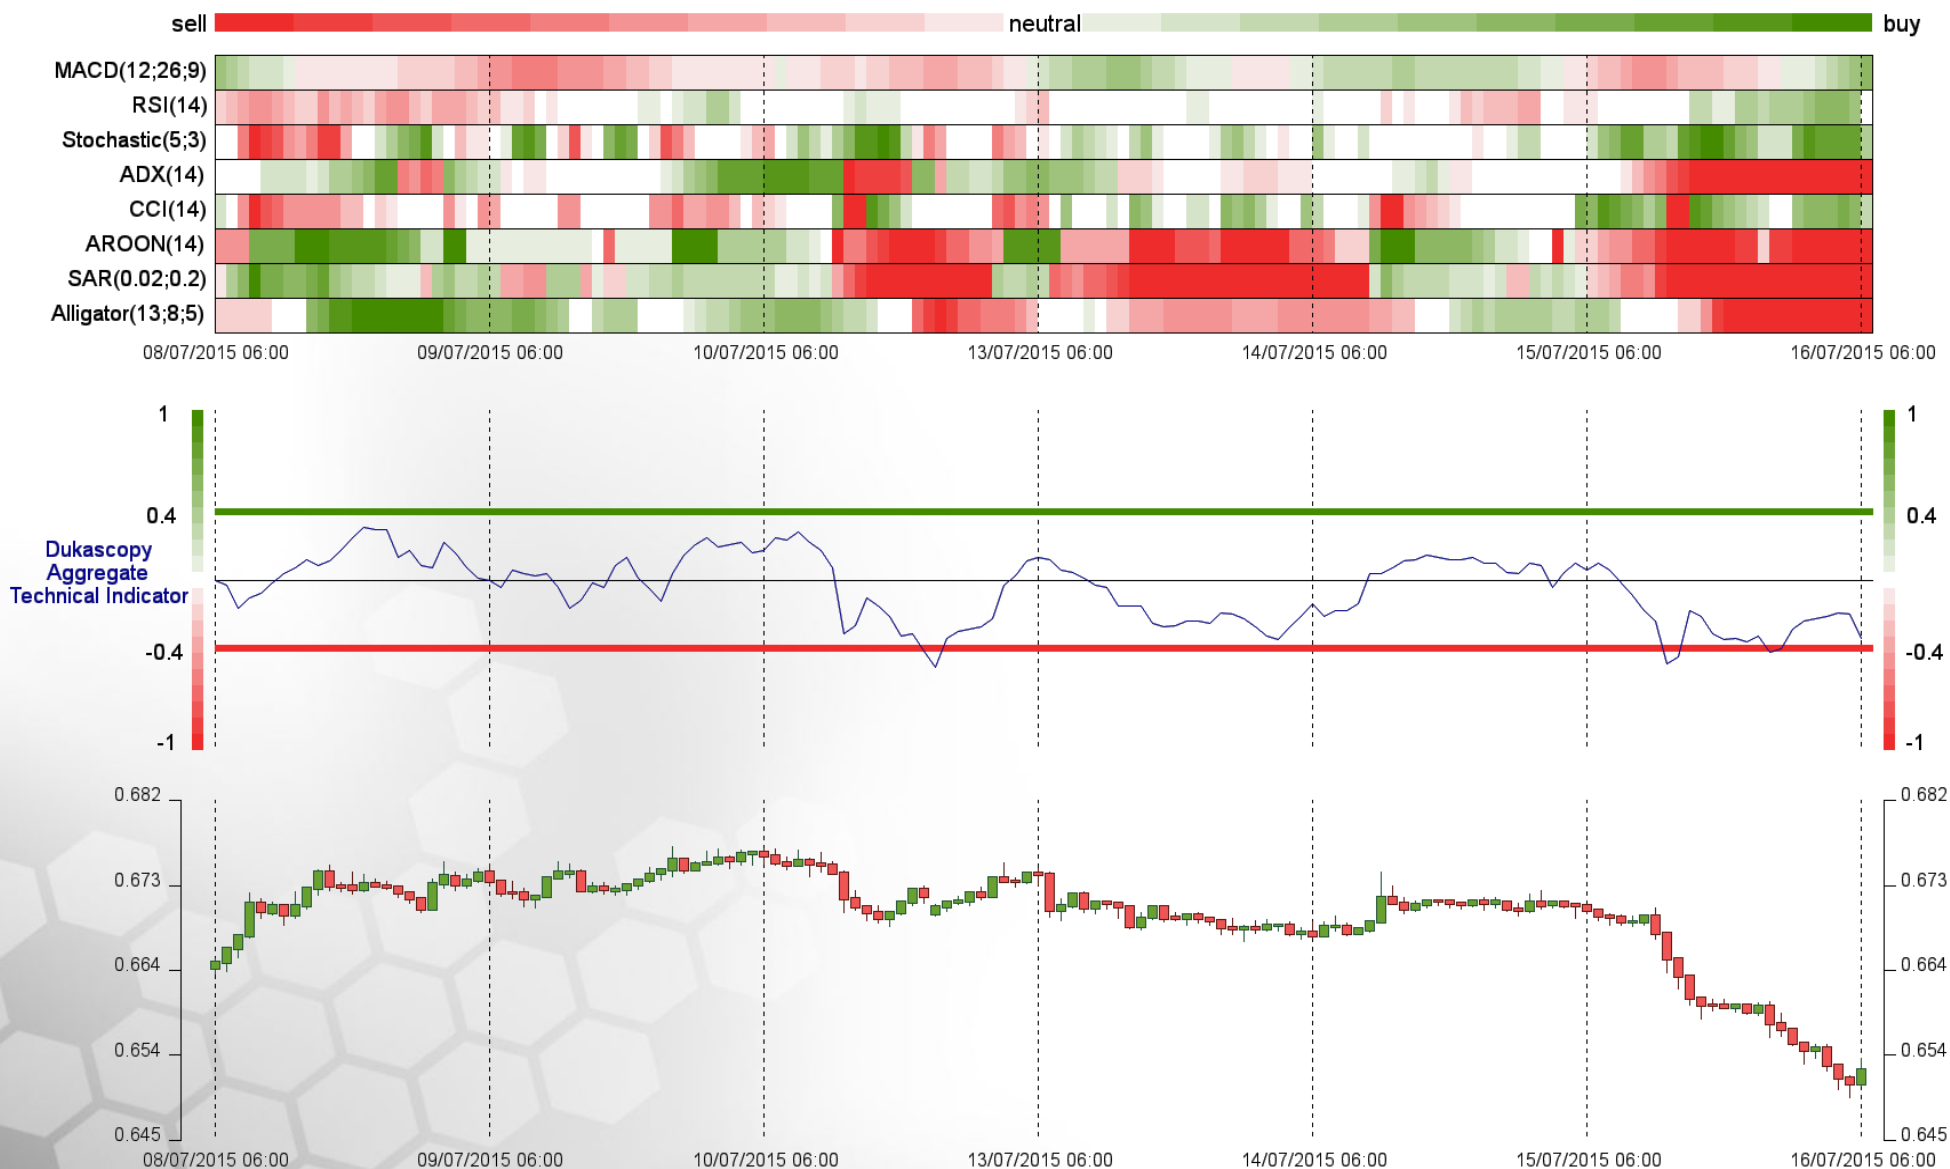 sell neutral buy
MACD(12;26;9)
RSI(14)
Stochastic(5;3)
ADX(14)
CCI(14)
AROON(14)
SAR(0.02;0.2)
Alligator(13;8;5)
08/07/2015 06:00 09/07/2015 06:00 10/07/2015 06:00 13/07/2015 06:00 14/07/2015 06:00 15/07/2015 06:00 16/07/2015 06:00
1 1
0.4 0.4
Dukascopy
Aggregate
Technical Indicator
-0.4 -0.4
-1 -1
0.682 0.682
0.673 0.673
0.664 0.664
0.654 0.654
0.645 0.645
08/07/2015 06:00 09/07/2015 06:00 10/07/2015 06:00 13/07/2015 06:00 14/07/2015 06:00 15/07/2015 06:00 16/07/2015 06:00